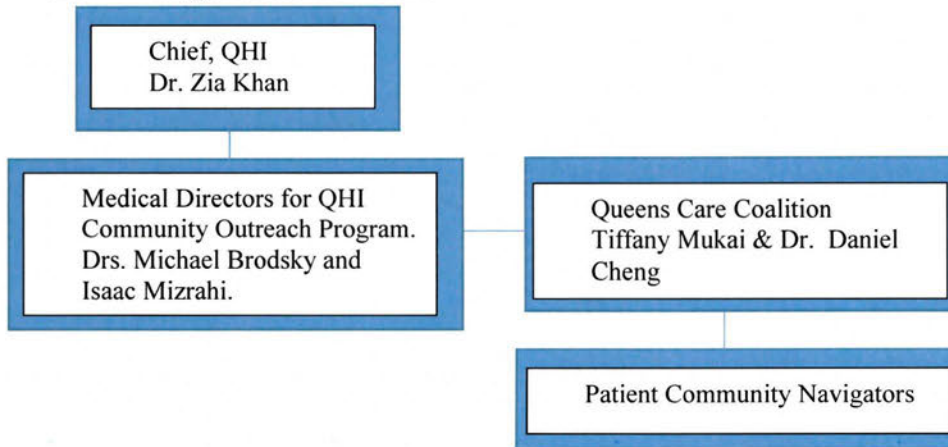 Chief, QHI
Dr. Zia Khan
Medical Directors for QHI
Community Outreach Program.
Drs. Michael Brodsky and
Isaac Mizrahi.
Queens Care Coalition
Tiffany Mukai & Dr. Daniel
Cheng
Patient Community Navigators